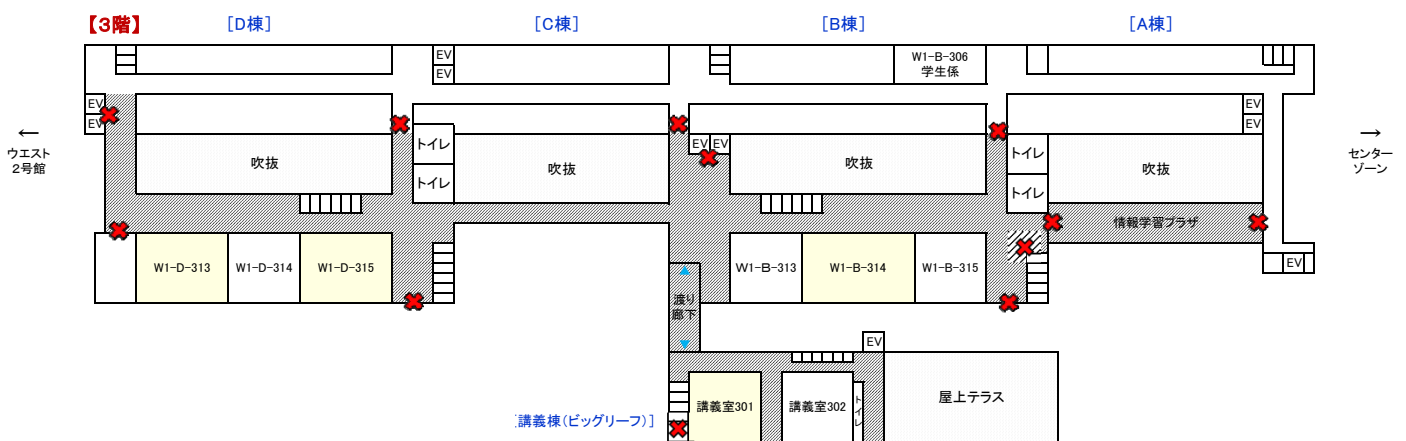 【3階】
[D棟]
[C棟]
[B棟]
[A棟]
EV
EV
W1-B-306
学生係
EV
EV
EV
EV
←
ウエスト
2号館
→
センター
ゾーン
トイレ
トイレ
EV EV
トイレ
トイレ
吹抜
吹抜
吹抜
吹抜
情報学習プラザ
W1-D-313
W1-D-314
W1-D-315
W1-B-313
W1-B-314
W1-B-315
EV
渡り
廊下
EV
講義室301
講義室302
トイレ
屋上テラス
[講義棟(ビッグリーフ)]